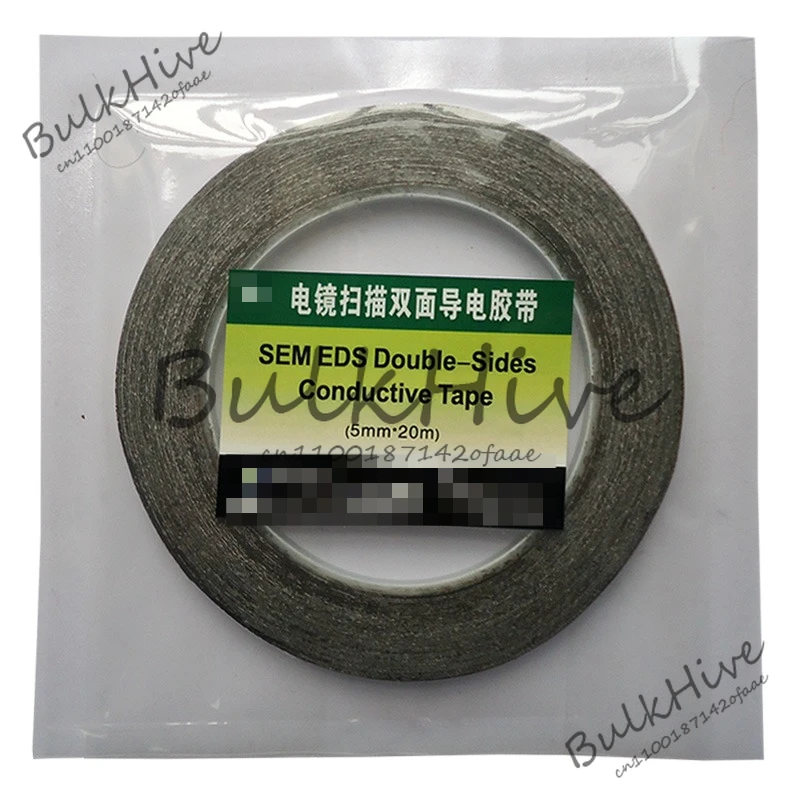 BulkHive
cn1100187142ofaae
电镜扫描双面导电胶带
SEM EDS Double-Sides
Conductive Tape
(5mm*20m)
BulkHive
cn1100187142ofaae
BulkHive
cn1100187142ofaae